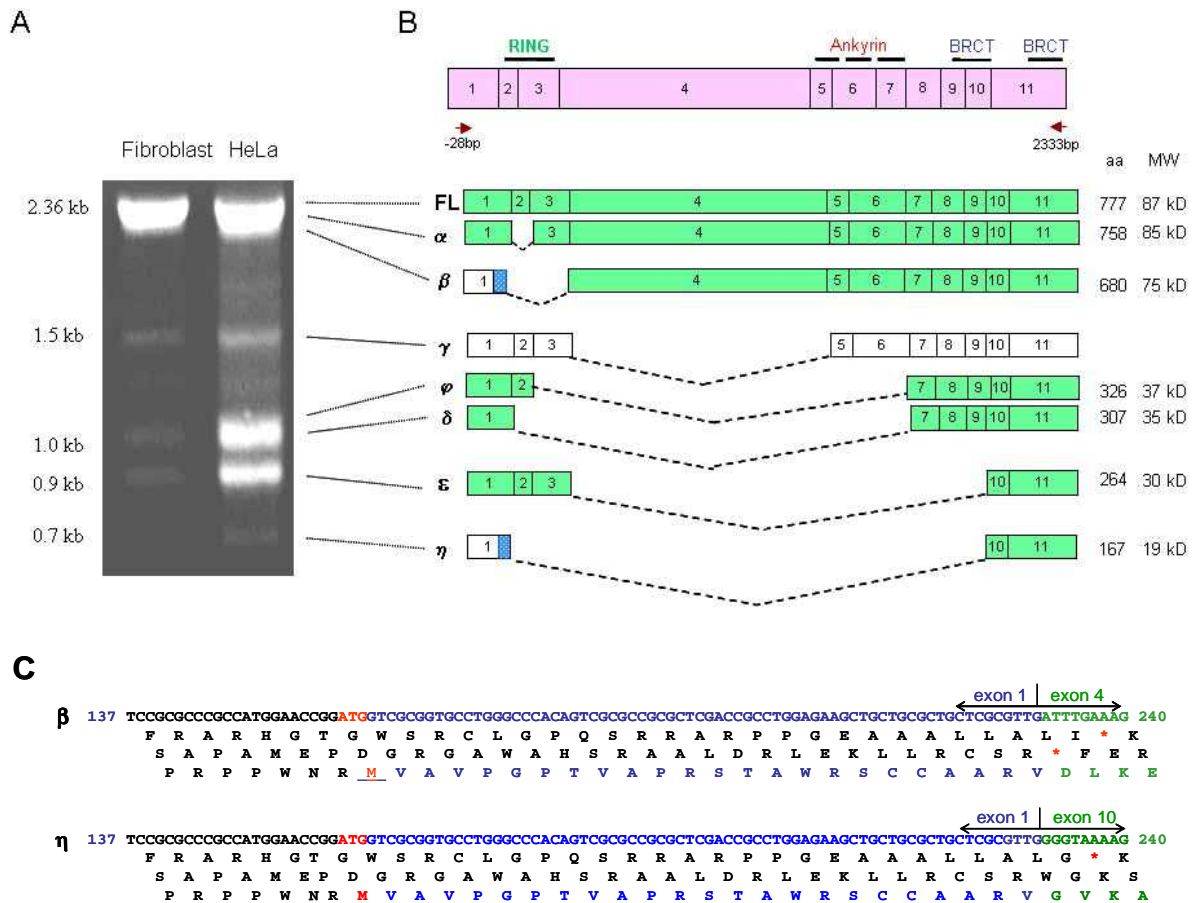 A
B
RING Ankyrin BRCT BRCT
1 2 3 4 5 6 7 8 9 10 11
-28bp 2333bp
Fibroblast HeLa
aa MW
2.36 kb
FL 1 2 3 4 5 6 7 8 9 10 11 777 87 kD
α 1 3 4 5 6 7 8 9 10 11 758 85 kD
β 1 4 5 6 7 8 9 10 11 680 75 kD
1.5 kb
γ 1 2 3 5 6 7 8 9 10 11
φ 1 2 7 8 9 10 11 326 37 kD
δ 1 7 8 9 10 11 307 35 kD
1.0 kb
0.9 kb
ε 1 2 3 10 11 264 30 kD
0.7 kb
η 1 10 11 167 19 kD
C
exon 1 exon 4
β 137 TCCGCGCCCGCCATGGAACCGGATGGTCGCGGTGCCTGGGCCCACAGTCGCGCCGCGCTCGACCGCCTGGAGAAGCTGCTGCGCTGCTCGCGTTGATTTGAAAG 240
F R A R H G T G W S R C L G P Q S R R A R P P G E A A A L L A L I * K
S A P A M E P D G R G A W A H S R A A L D R L E K L L R C S R * F E R
P R P P W N R M V A V P G P T V A P R S T A W R S C C A A R V D L K E
exon 1 exon 10
η 137 TCCGCGCCCGCCATGGAACCGGATGGTCGCGGTGCCTGGGCCCACAGTCGCGCCGCGCTCGACCGCCTGGAGAAGCTGCTGCGCTGCTCGCGTTGGGGTAAAAG 240
F R A R H G T G W S R C L G P Q S R R A R P P G E A A A L L A L G * K
S A P A M E P D G R G A W A H S R A A L D R L E K L L R C S R W G K S
P R P P W N R M V A V P G P T V A P R S T A W R S C C A A R V G V K A